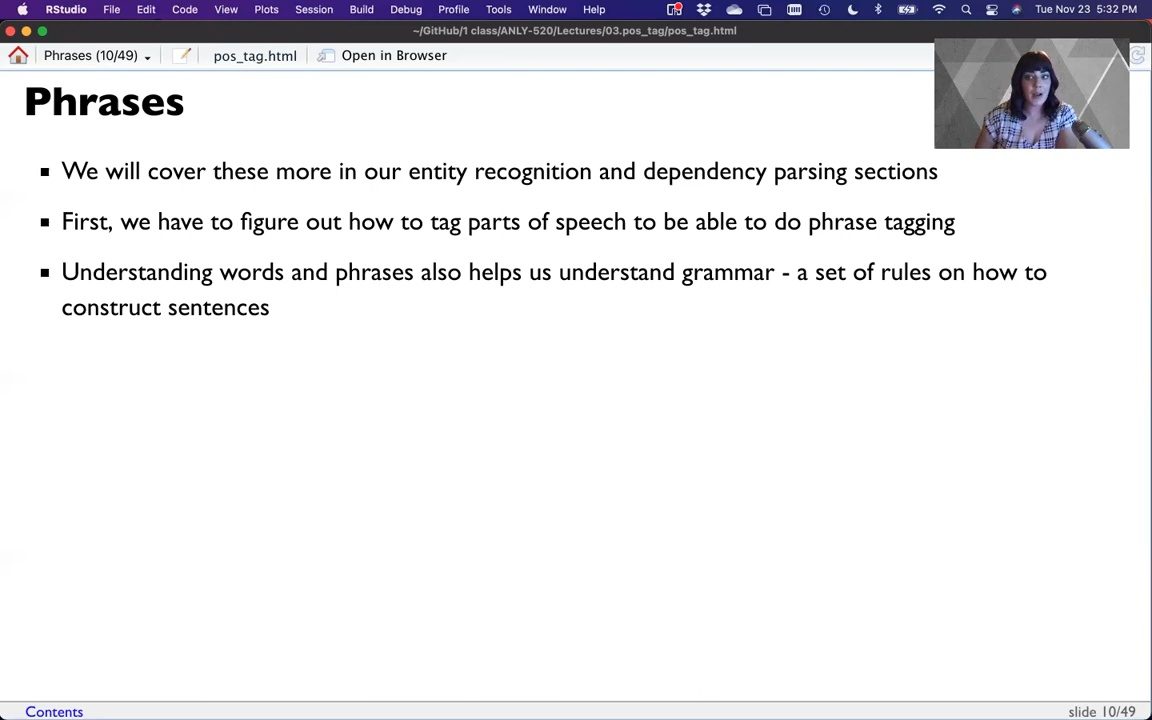 RStudio File Edit Code View Plots Session Build Debug Profile Tools Window Help Tue Nov 23 5:32 PM
~/GitHub/1 class/ANLY-520/Lectures/03.pos_tag/pos_tag.html
Phrases (10/49) pos_tag.html Open in Browser
Phrases
We will cover these more in our entity recognition and dependency parsing sections
First, we have to figure out how to tag parts of speech to be able to do phrase tagging
Understanding words and phrases also helps us understand grammar - a set of rules on how to
construct sentences
Contents slide 10/49